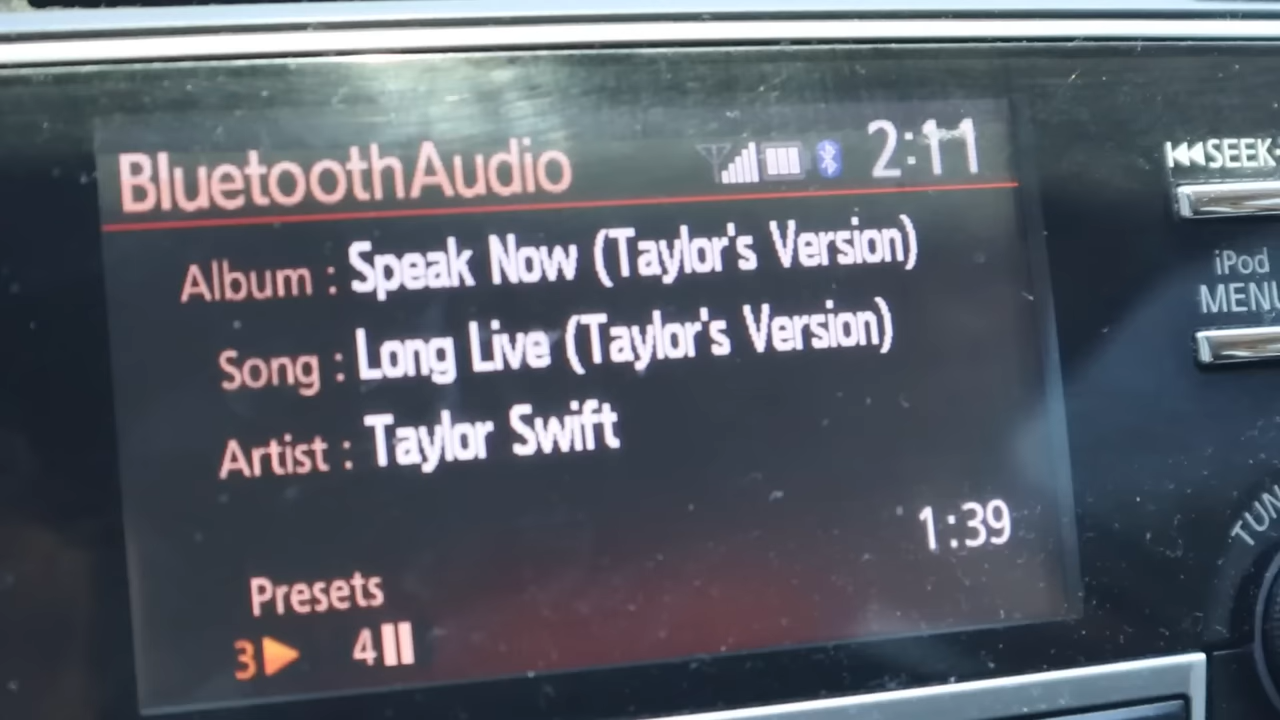 BluetoothAudio 2:11
Album : Speak Now (Taylor's Version)
Song : Long Live (Taylor's Version)
Artist : Taylor Swift
1:39
Presets
3 4
SEEK
iPod
MENU
TUN